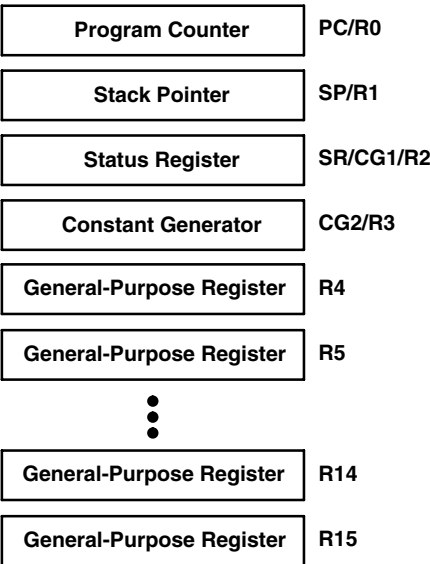 Program Counter PC/R0
Stack Pointer SP/R1
Status Register SR/CG1/R2
Constant Generator CG2/R3
General-Purpose Register R4
General-Purpose Register R5
General-Purpose Register R14
General-Purpose Register R15